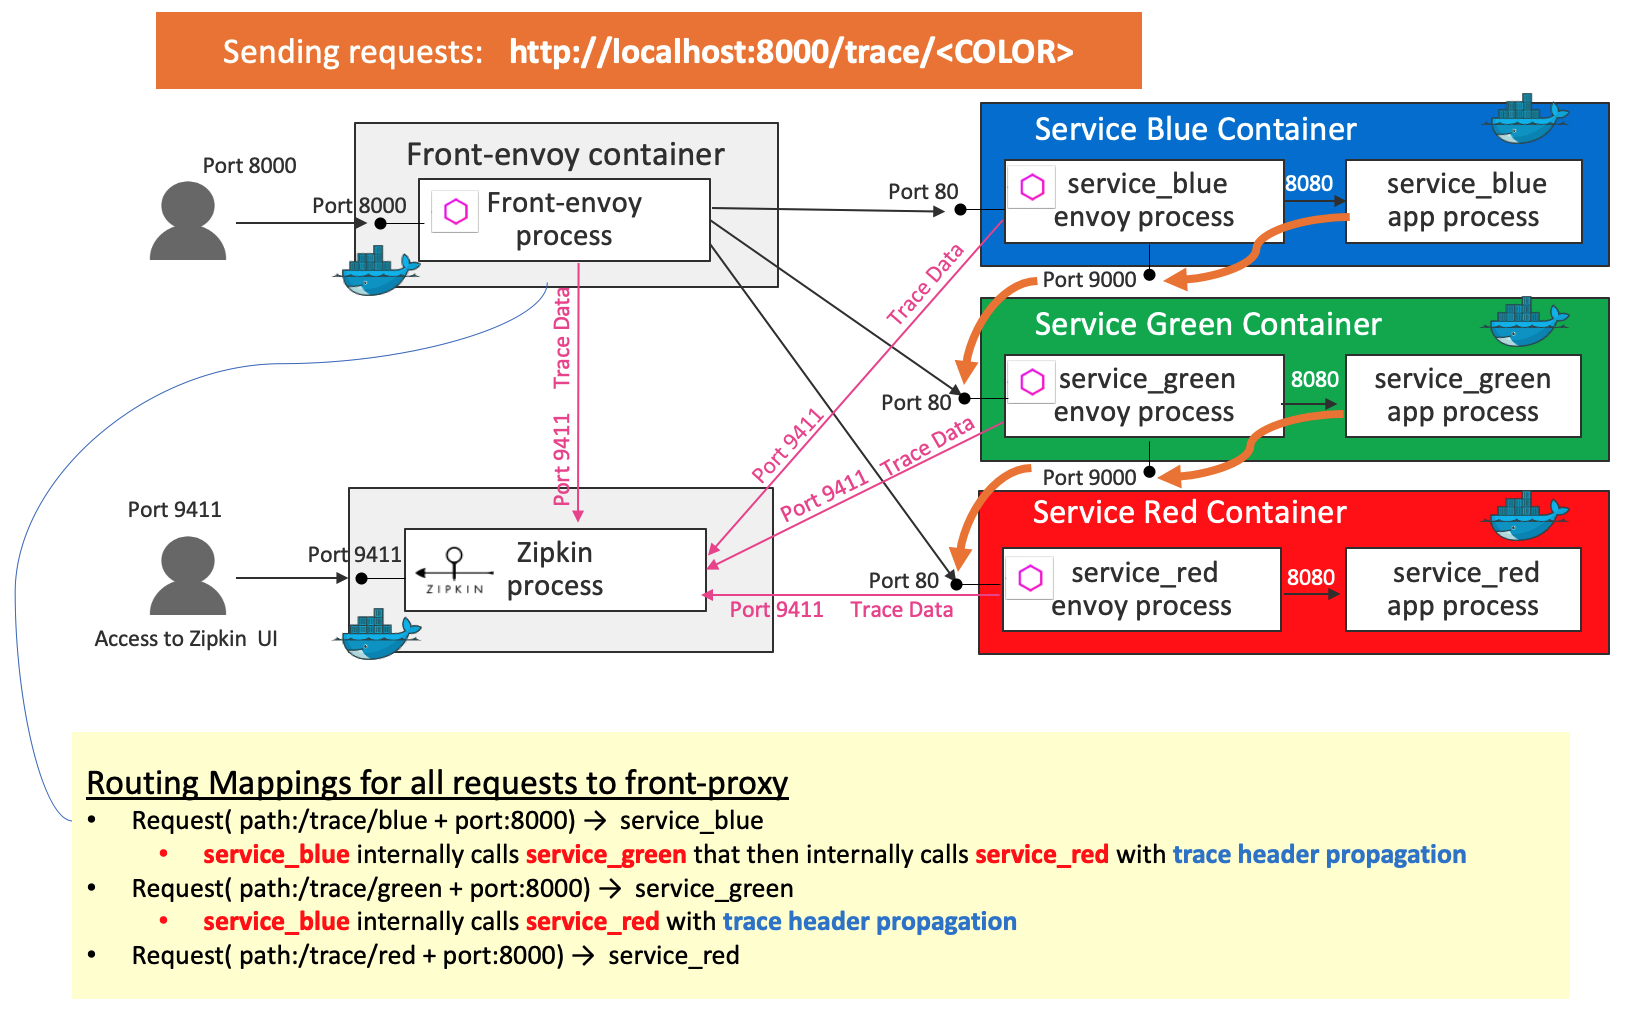 Sending requests: http://localhost:8000/trace/<COLOR>
Port 8000
Port 8000
Front-envoy container
Front-envoy
process
Port 9411 Trace Data
Port 80
Service Blue Container
service_blue
envoy process
8080
service_blue
app process
Port 9000
Port 9411 Trace Data
Port 80
Service Green Container
service_green
envoy process
8080
service_green
app process
Port 9000
Port 9411 Trace Data
Port 80
Service Red Container
service_red
envoy process
8080
service_red
app process
Port 9411 Trace Data
Port 9411
Port 9411
Access to Zipkin UI
ZIPKIN
Zipkin
process
Routing Mappings for all requests to front-proxy
• Request( path:/trace/blue + port:8000) → service_blue
• service_blue internally calls service_green that then internally calls service_red with trace header propagation
• Request( path:/trace/green + port:8000) → service_green
• service_blue internally calls service_red with trace header propagation
• Request( path:/trace/red + port:8000) → service_red